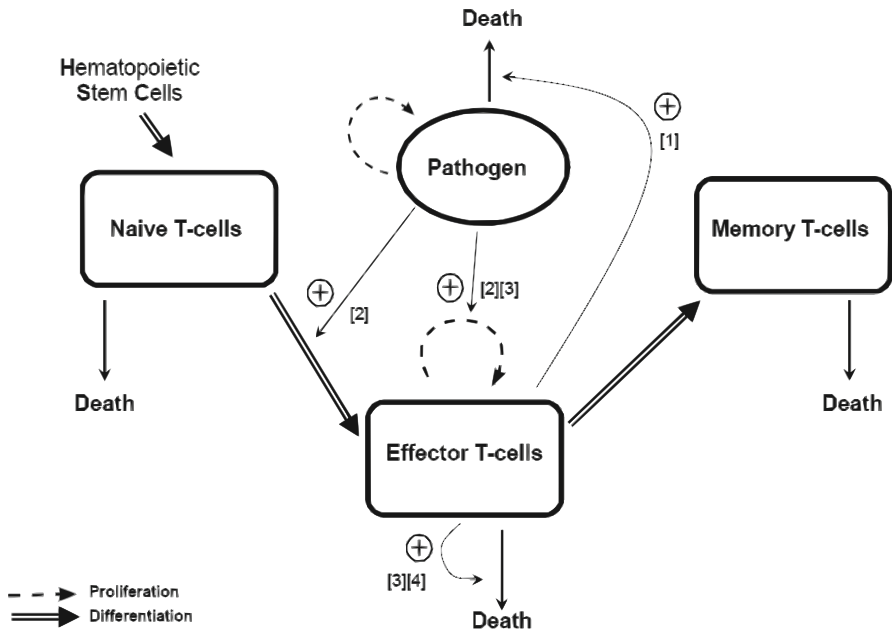 Death
Hematopoietic
Stem Cells
+
[1]
Pathogen
Naive T-cells
Memory T-cells
+
[2]
+
[2][3]
Death
Death
Effector T-cells
+
[3][4]
Death
Proliferation
Differentiation